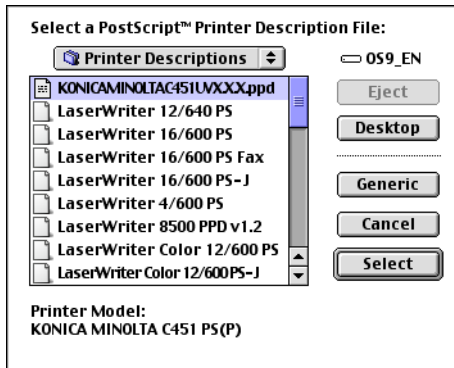 Select a PostScript™ Printer Description File:
Printer Descriptions
OS9_EN
KONICAMINOLTAC451UVXXX.ppd
Eject
LaserWriter 12/640 PS
LaserWriter 16/600 PS
Desktop
LaserWriter 16/600 PS Fax
LaserWriter 16/600 PS-J
Generic
LaserWriter 4/600 PS
LaserWriter 8500 PPD v1.2
Cancel
LaserWriter Color 12/600 PS
LaserWriter Color 12/600PS-J
Select
Printer Model:
KONICA MINOLTA C451 PS(P)